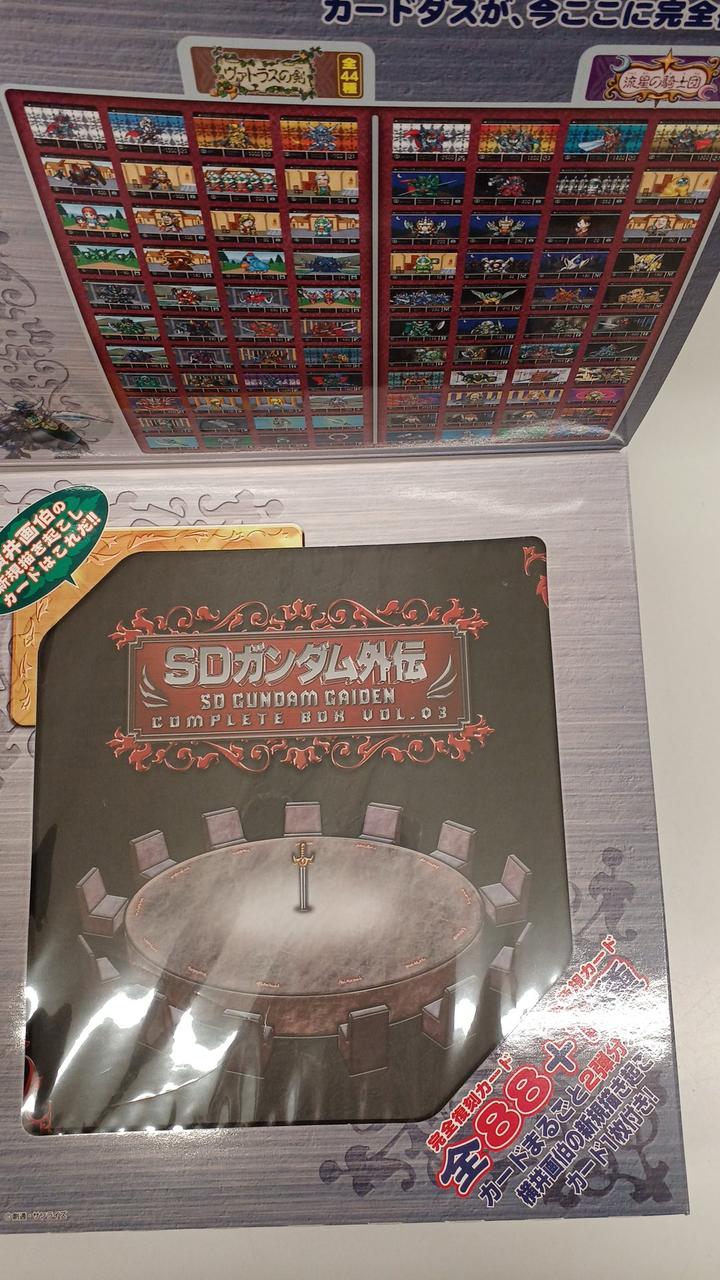 カードダスが、今ここに完全
ヴァトラスの剣
全44種
流星の騎士団
井画伯の
新規描き起こし
カードはこれだ!!
SDガンダム外伝
SD GUNDAM GAIDEN
COMPLETE BOX VOL.03
完全復刻カード
全88+
カードまるごと2弾分
横井画伯の新規描き起こし
カード1枚付き!
©創通・サンライズ